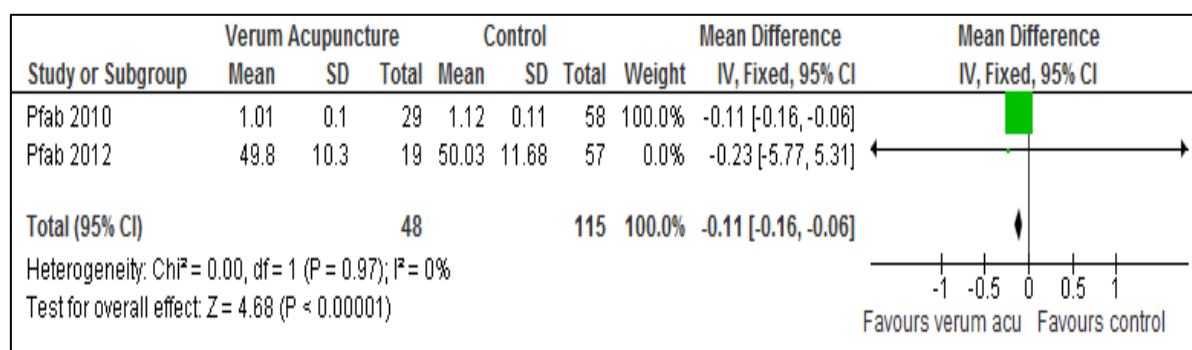 Verum Acupuncture Control Mean Difference Mean Difference
Study or Subgroup Mean SD Total Mean SD Total Weight IV, Fixed, 95% CI IV, Fixed, 95% CI
Pfab 2010 1.01 0.1 29 1.12 0.11 58 100.0% -0.11 [-0.16, -0.06]
Pfab 2012 49.8 10.3 19 50.03 11.68 57 0.0% -0.23 [-5.77, 5.31]
Total (95% CI) 48 115 100.0% -0.11 [-0.16, -0.06]
Heterogeneity: Chi² = 0.00, df = 1 (P = 0.97); I² = 0%
Test for overall effect: Z = 4.68 (P < 0.00001)
-1 -0.5 0 0.5 1
Favours verum acu Favours control